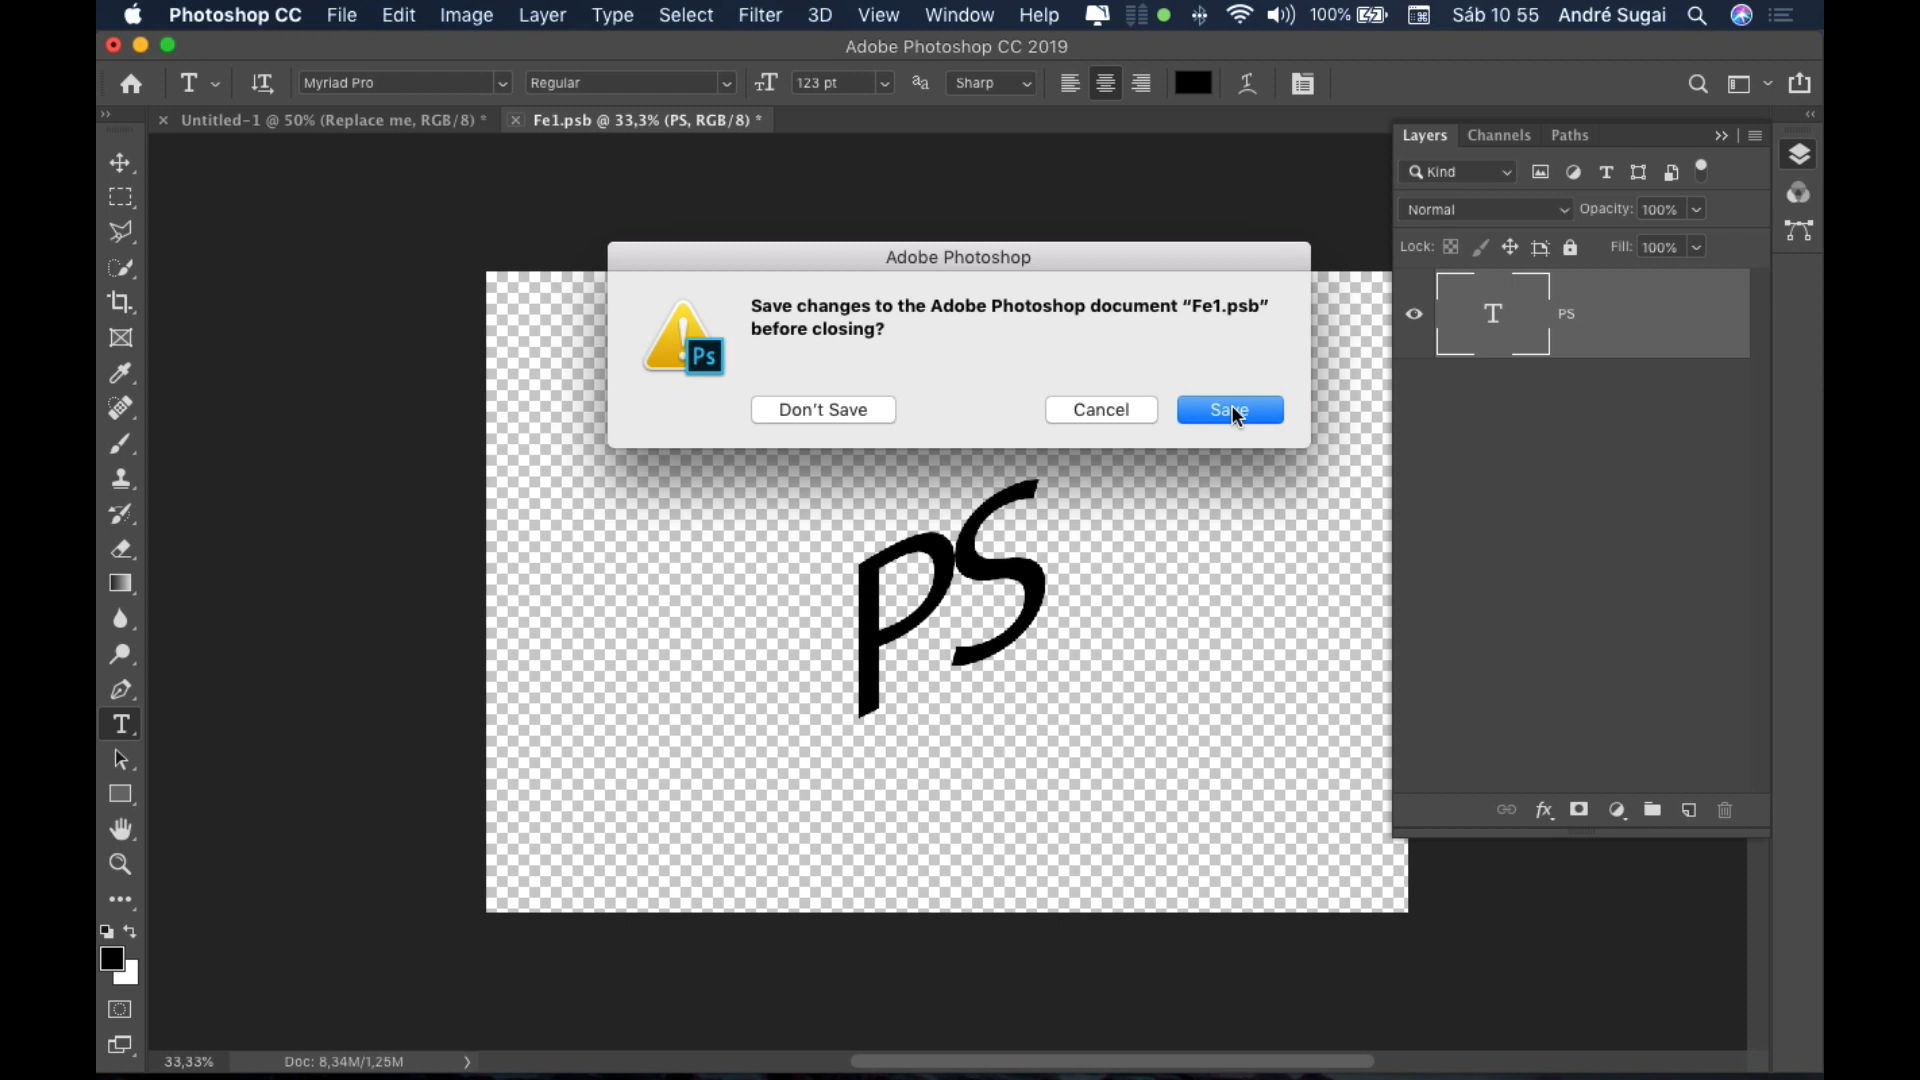 Photoshop CC File Edit Image Layer Type Select Filter 3D View Window Help 100% Sáb 10 55 André Sugai
Adobe Photoshop CC 2019
T Myriad Pro Regular 123 pt aa Sharp
Untitled-1 @ 50% (Replace me, RGB/8) * Fe1.psb @ 33,3% (PS, RGB/8) *
Layers Channels Paths
Kind
Normal Opacity: 100%
Lock: Fill: 100%
T PS
Adobe Photoshop
Save changes to the Adobe Photoshop document “Fe1.psb”
before closing?
Ps
Don’t Save Cancel Save
PS
T
fx
33,33% Doc: 8,34M/1,25M